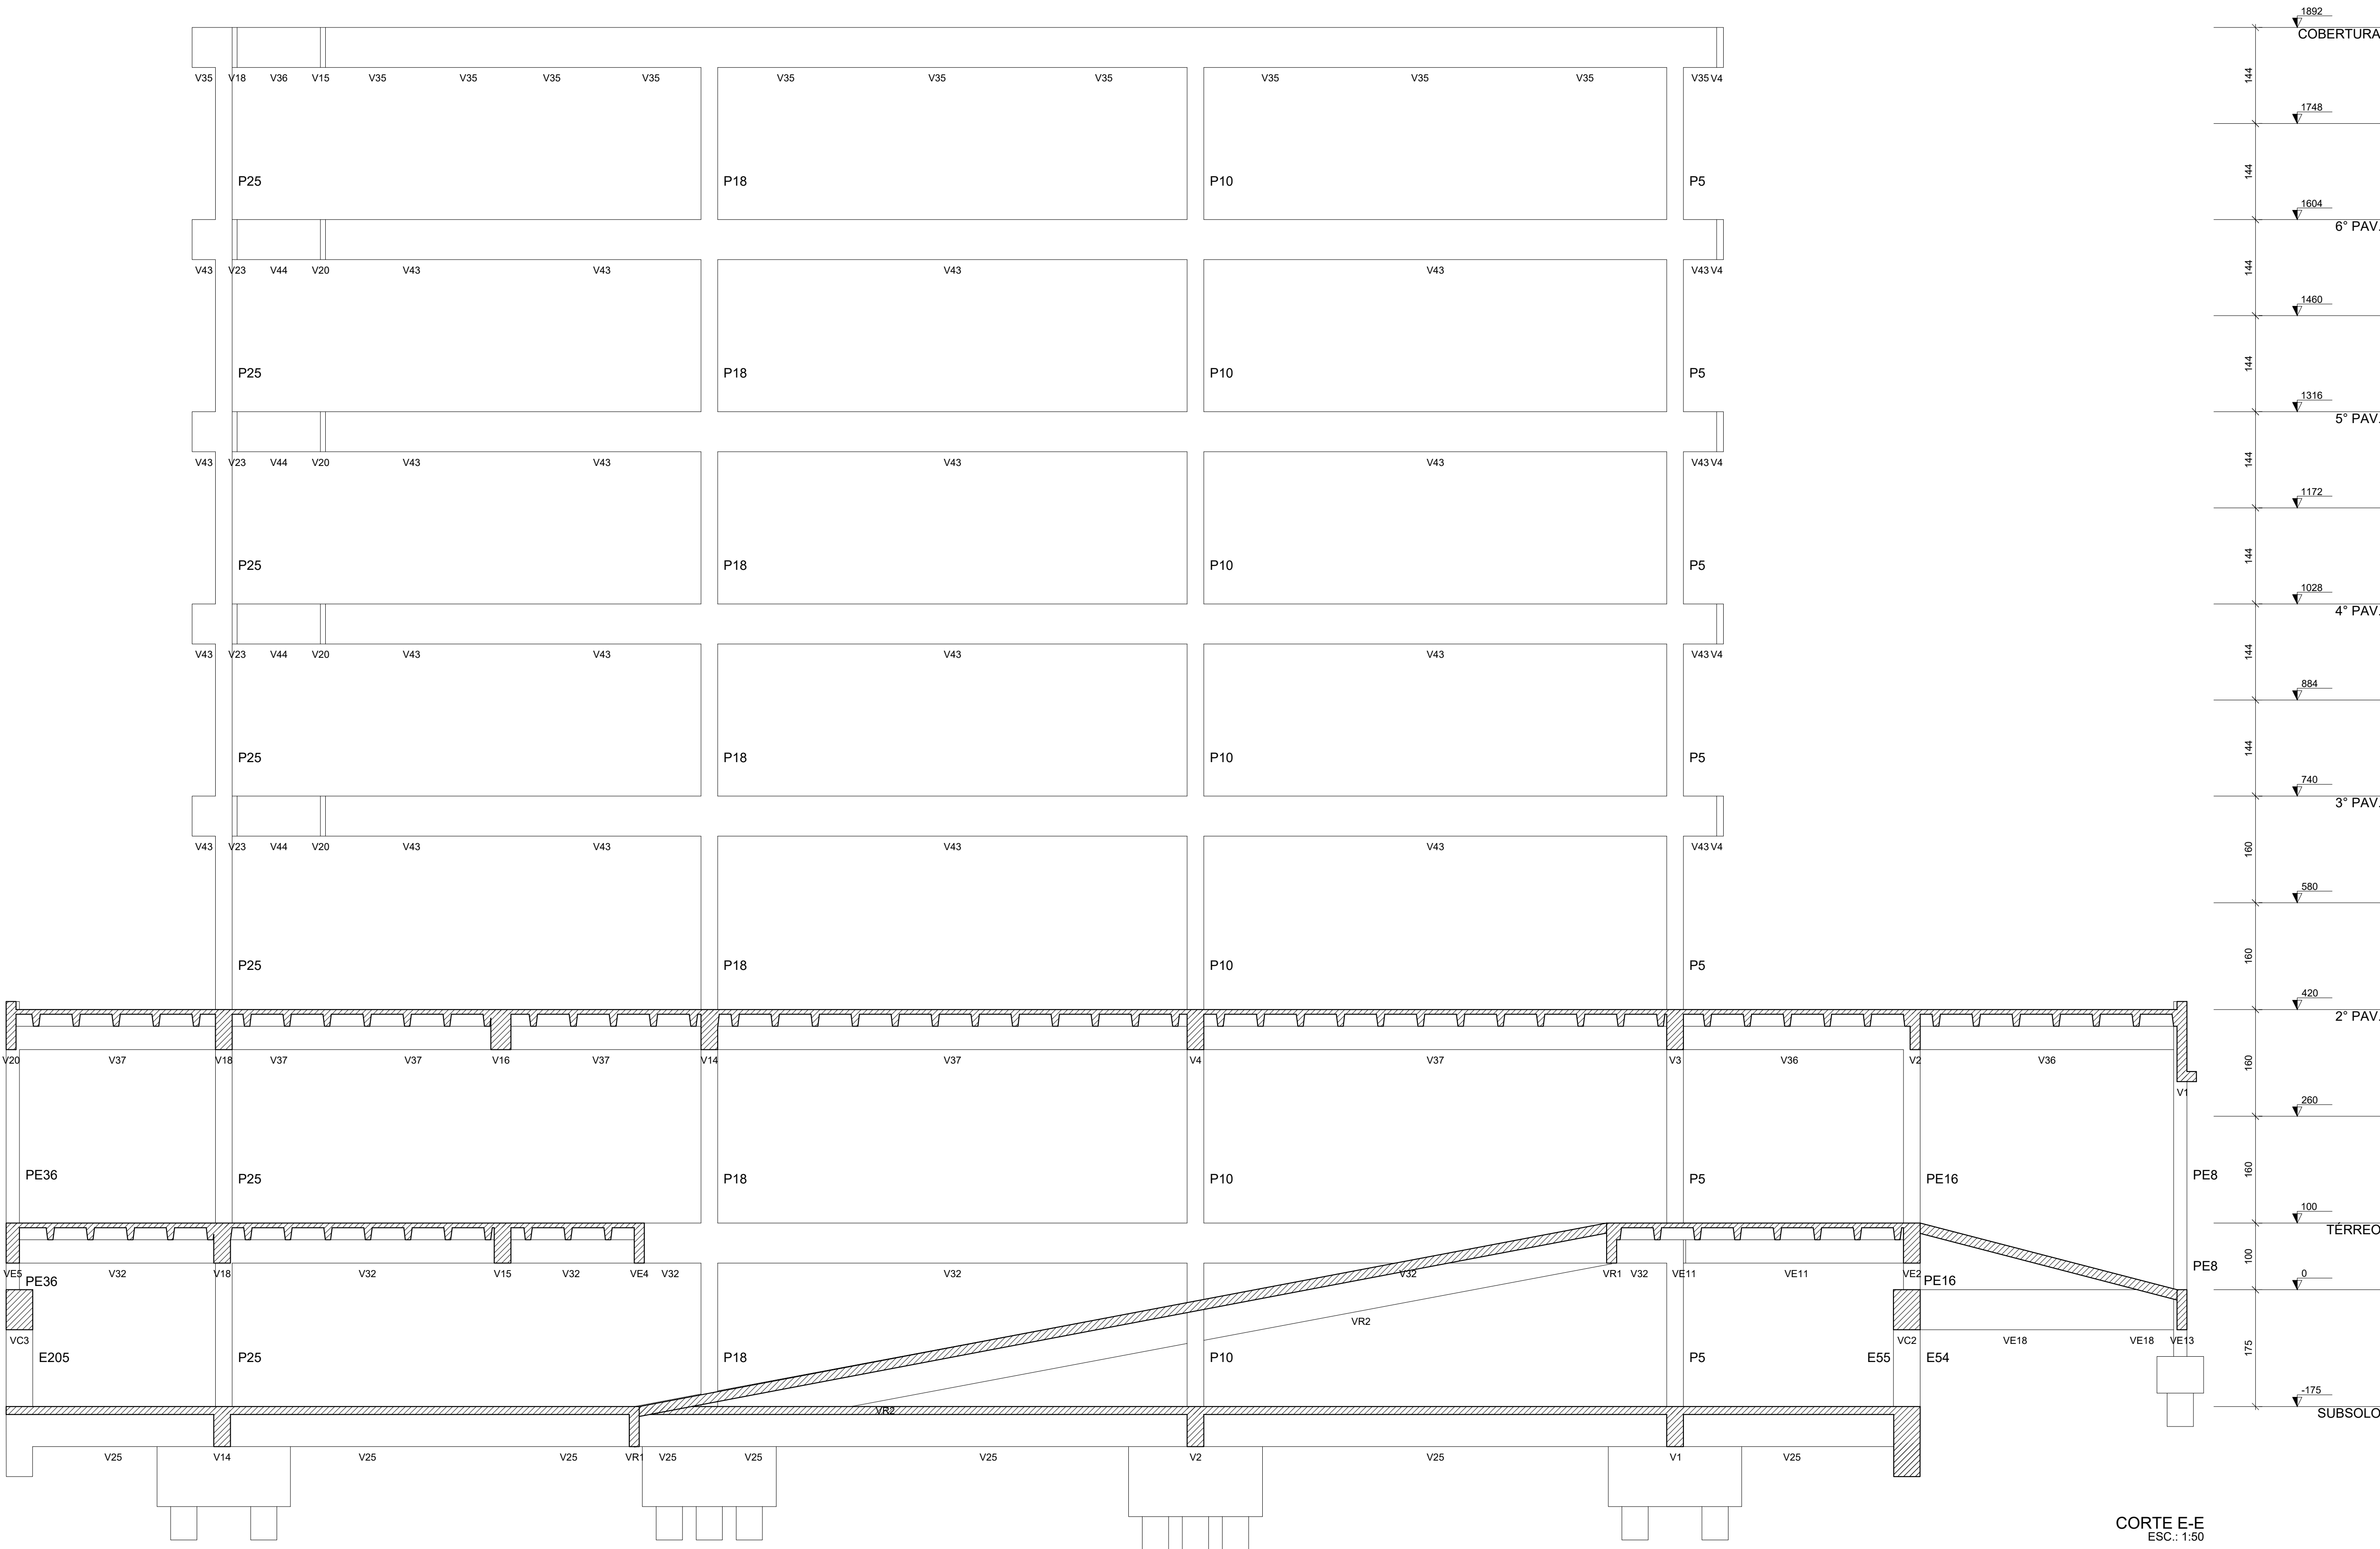 1892
COBERTURA
V35 V18 V36 V15 V35 V35 V35 V35 V35 V35 V35 V35 V35 V35 V35 V4
144
1748
P25 P18 P10 P5
144
1604
6° PAV.
V43 V23 V44 V20 V43 V43 V43 V43 V43 V4
144
1460
P25 P18 P10 P5
144
1316
5° PAV.
V43 V23 V44 V20 V43 V43 V43 V43 V43 V4
144
1172
P25 P18 P10 P5
144
1028
4° PAV.
V43 V23 V44 V20 V43 V43 V43 V43 V43 V4
144
884
P25 P18 P10 P5
144
740
3° PAV.
V43 V23 V44 V20 V43 V43 V43 V43 V43 V4
160
580
P25 P18 P10 P5
160
420
2° PAV.
V20 V37 V18 V37 V37 V16 V37 V14 V37 V4 V37 V3 V36 V2 V36
160
V1
260
PE36 P25 P18 P10 P5 PE16 PE8
160
100
TÉRREO
VE5 V32 V18 V32 V15 V32 VE4 V32 V32 V32 VR1 V32 VE11 VE11 VE2
PE36 PE16 PE8
100
0
VR2
VC3 VC2 VE18 VE18 VE13
E205 P25 P18 P10 P5 E55 E54
175
-175
VR2
SUBSOLO
V25 V14 V25 V25 VR1 V25 V25 V25 V2 V25 V1 V25
CORTE E-E
ESC.: 1:50